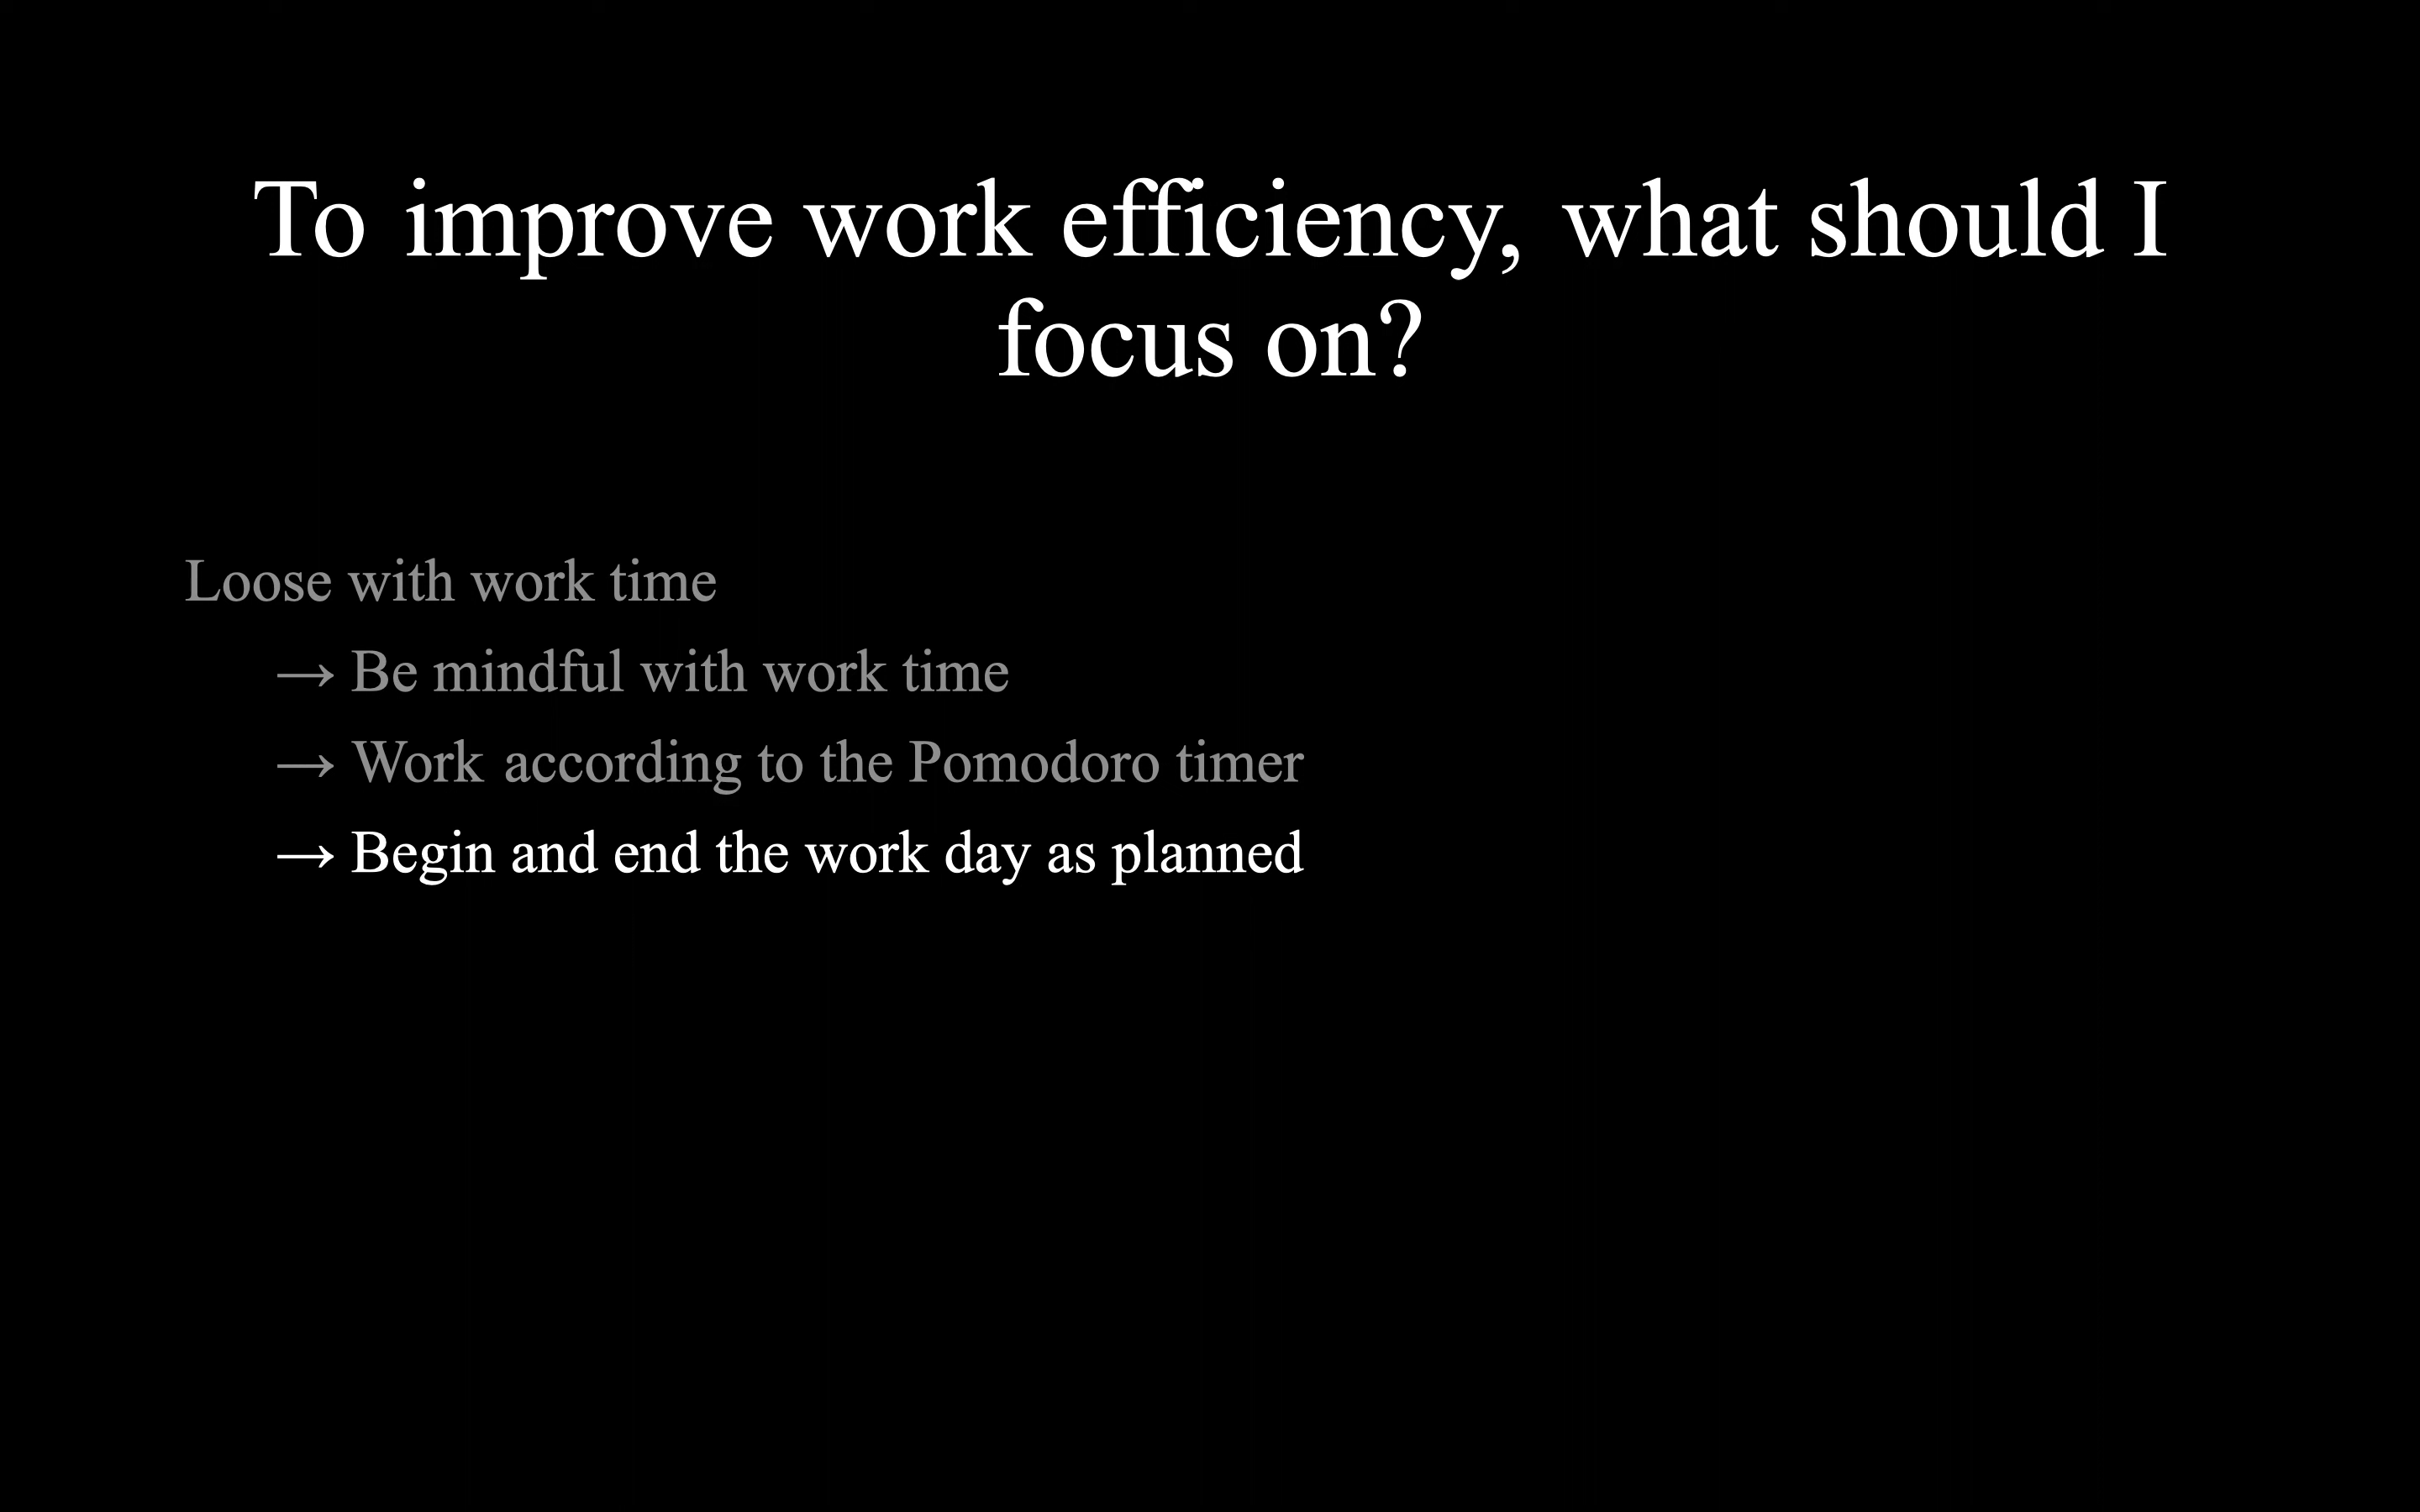 To improve work efficiency, what should I
focus on?
Loose with work time
→ Be mindful with work time
→ Work according to the Pomodoro timer
→ Begin and end the work day as planned